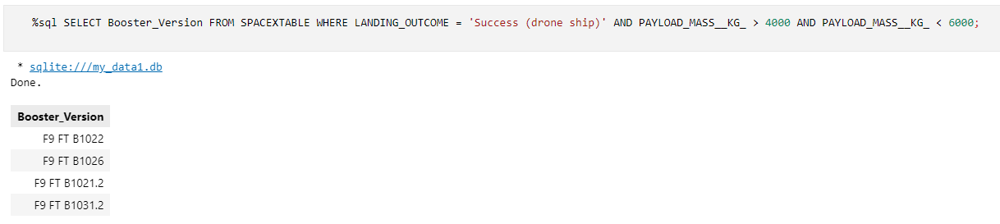 %sql SELECT Booster_Version FROM SPACEXTABLE WHERE LANDING_OUTCOME = 'Success (drone ship)' AND PAYLOAD_MASS__KG_ > 4000 AND PAYLOAD_MASS__KG_ < 6000;
* sqlite:///my_data1.db
Done.
Booster_Version
F9 FT B1022
F9 FT B1026
F9 FT B1021.2
F9 FT B1031.2